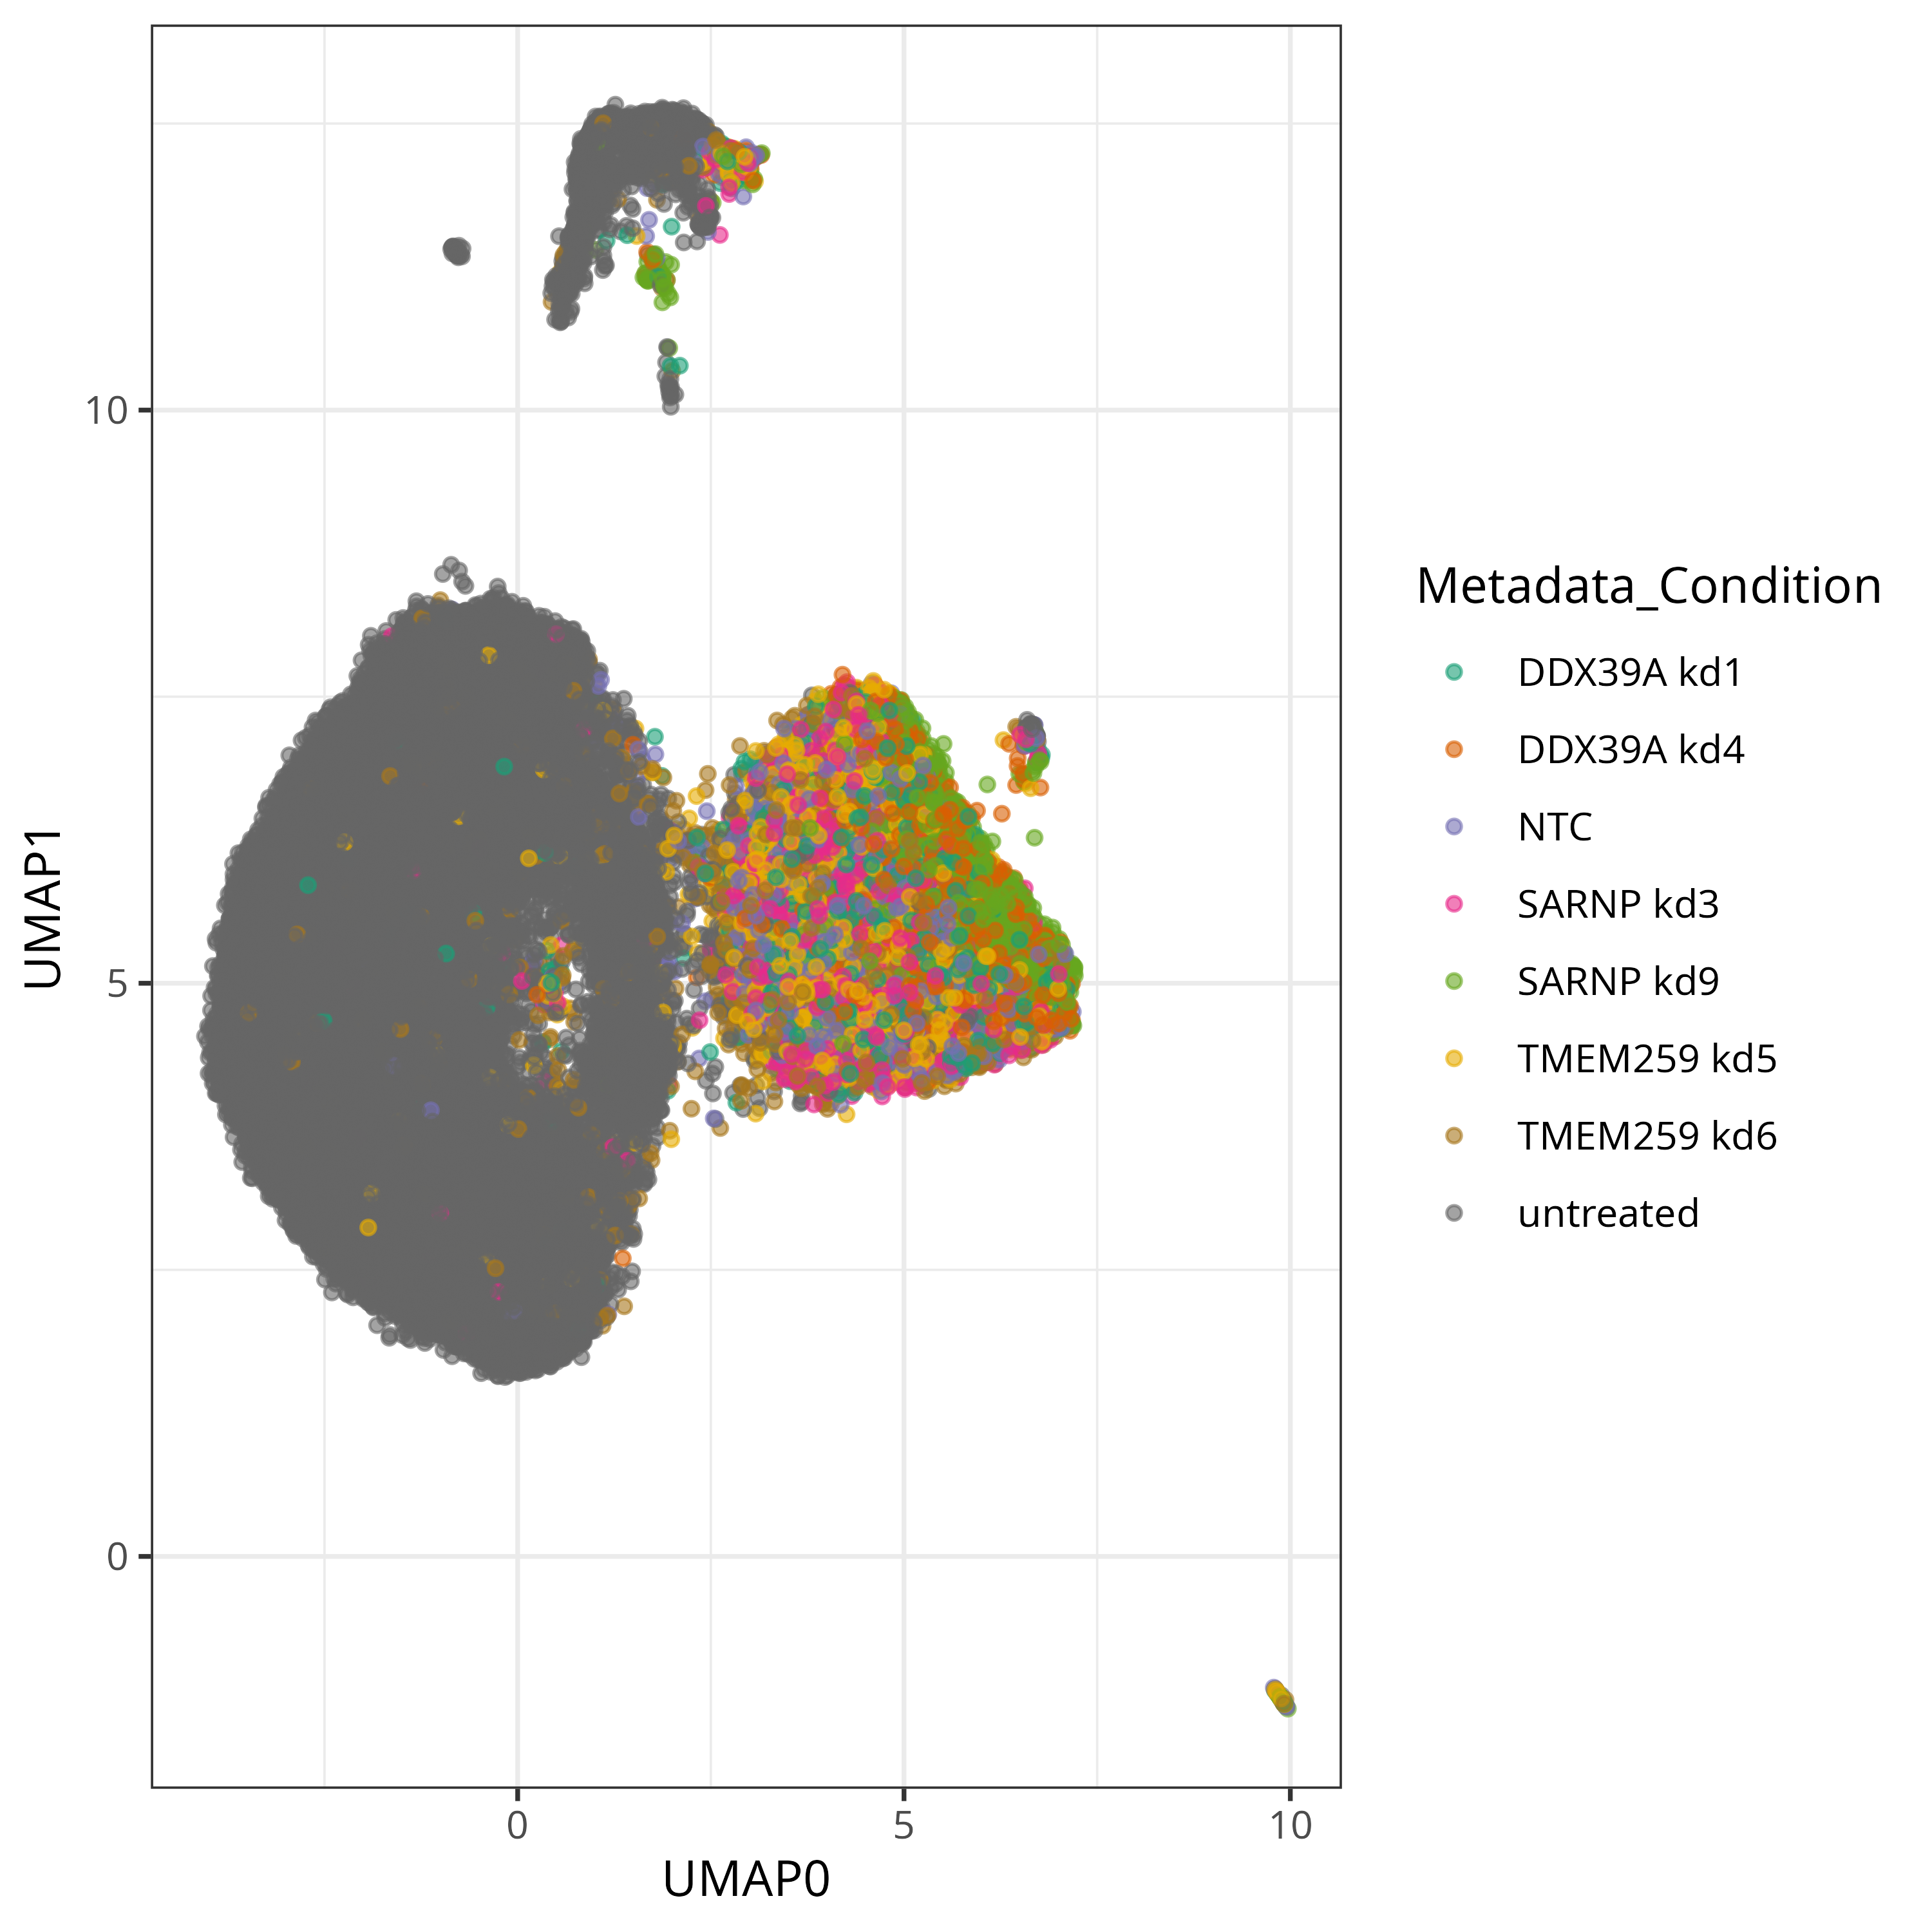 10
5
0
0
5
10
UMAP0
UMAP1
Metadata_Condition
DDX39A kd1
DDX39A kd4
NTC
SARNP kd3
SARNP kd9
TMEM259 kd5
TMEM259 kd6
untreated